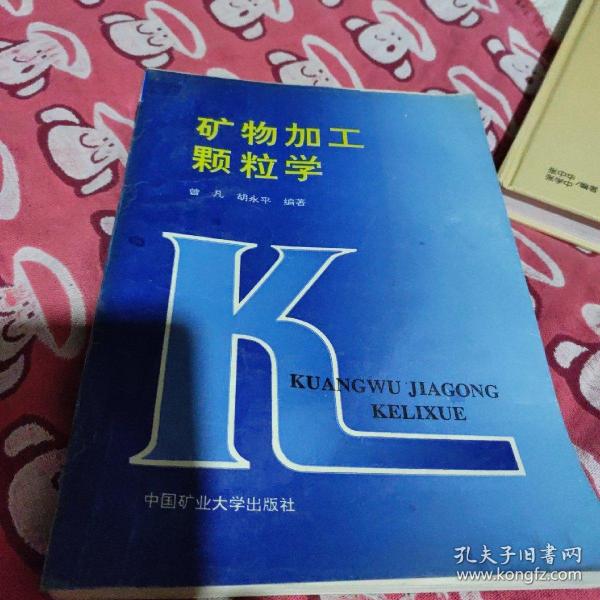 矿物加工
颗粒学
曾 凡 胡永平 编著
K
KUANGWU JIAGONG
KELIXUE
中国矿业大学出版社
孔夫子旧书网
www.kongfz.com